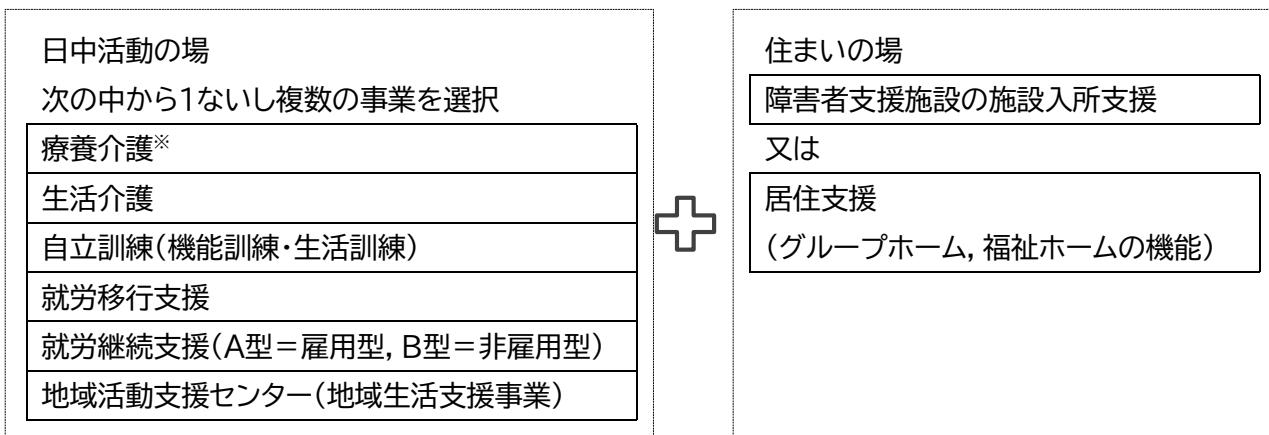 日中活動の場
次の中から1ないし複数の事業を選択
療養介護※
生活介護
自立訓練(機能訓練・生活訓練)
就労移行支援
就労継続支援(A型=雇用型, B型=非雇用型)
地域活動支援センター(地域生活支援事業)
住まいの場
障害者支援施設の施設入所支援
又は
居住支援
(グループホーム, 福祉ホームの機能)